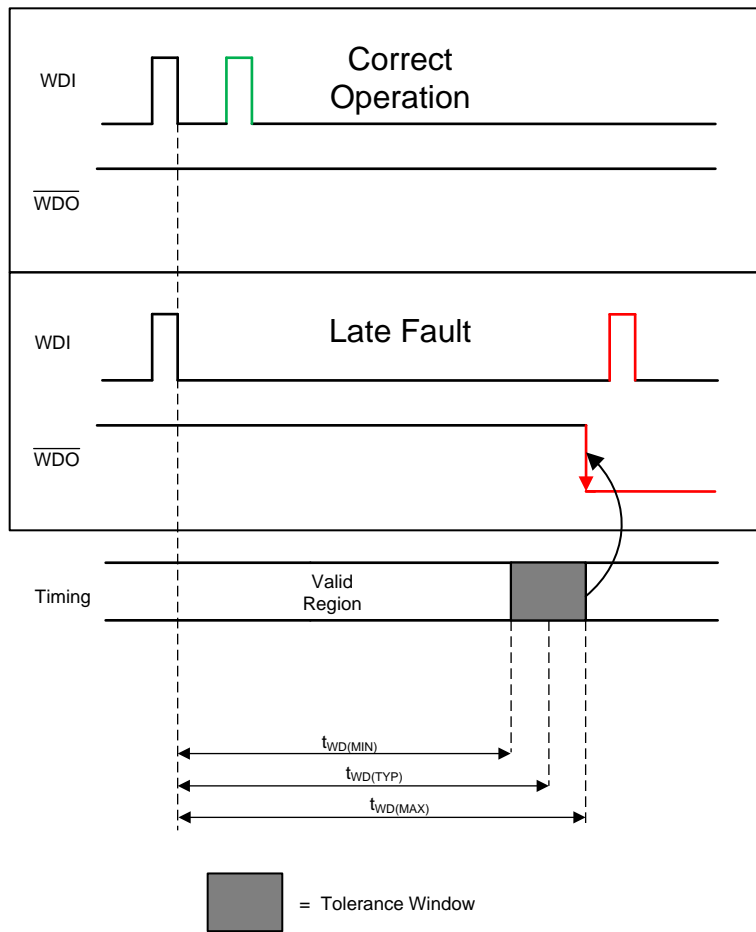 WDI
Correct
Operation
WDO
WDI
Late Fault
WDO
Timing
Valid
Region
tWD(MIN)
tWD(TYP)
tWD(MAX)
= Tolerance Window